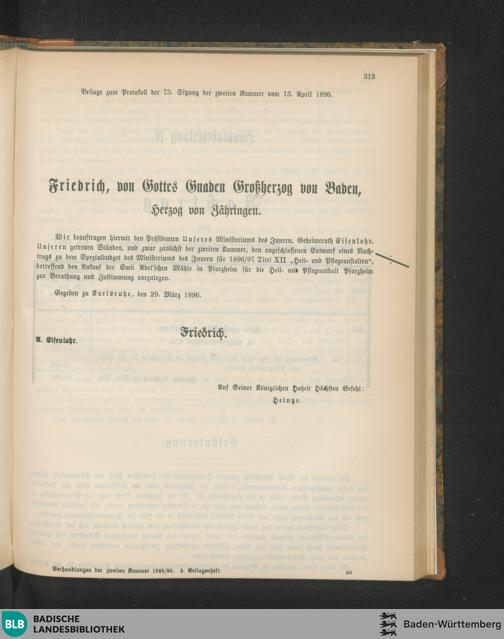 313
Beilage zum Protokoll der 73. Sitzung der zweiten Kammer vom 13. April 1896.
Friedrich, von Gottes Gnaden Großherzog von Baden,
Herzog von Zähringen.
Wir beauftragen hiermit den Präsidenten Unseres Ministeriums des Innern, Geheimerath Eisenlohr,
Unseren getreuen Ständen, und zwar zunächst der zweiten Kammer, den angeschlossenen Entwurf eines Nach-
trags zu dem Spezialbudget des Ministeriums des Innern für 1896/97 Titel XII „Heil- und Pflegeanstalten",
betreffend den Ankauf der Emil Abel'schen Mühle in Pforzheim für die Heil- und Pflegeanstalt Pforzheim
zur Berathung und Zustimmung vorzulegen.
Gegeben zu Karlsruhe, den 29. März 1896.
Friedrich.
A. Eisenlohr.
Auf Seiner Königlichen Hoheit Höchsten Befehl:
Heintze.
Verhandlungen der zweiten Kammer 1895/96. 5. Beilagenheft.
40
BLB BADISCHE
LANDESBIBLIOTHEK
Baden-Württemberg